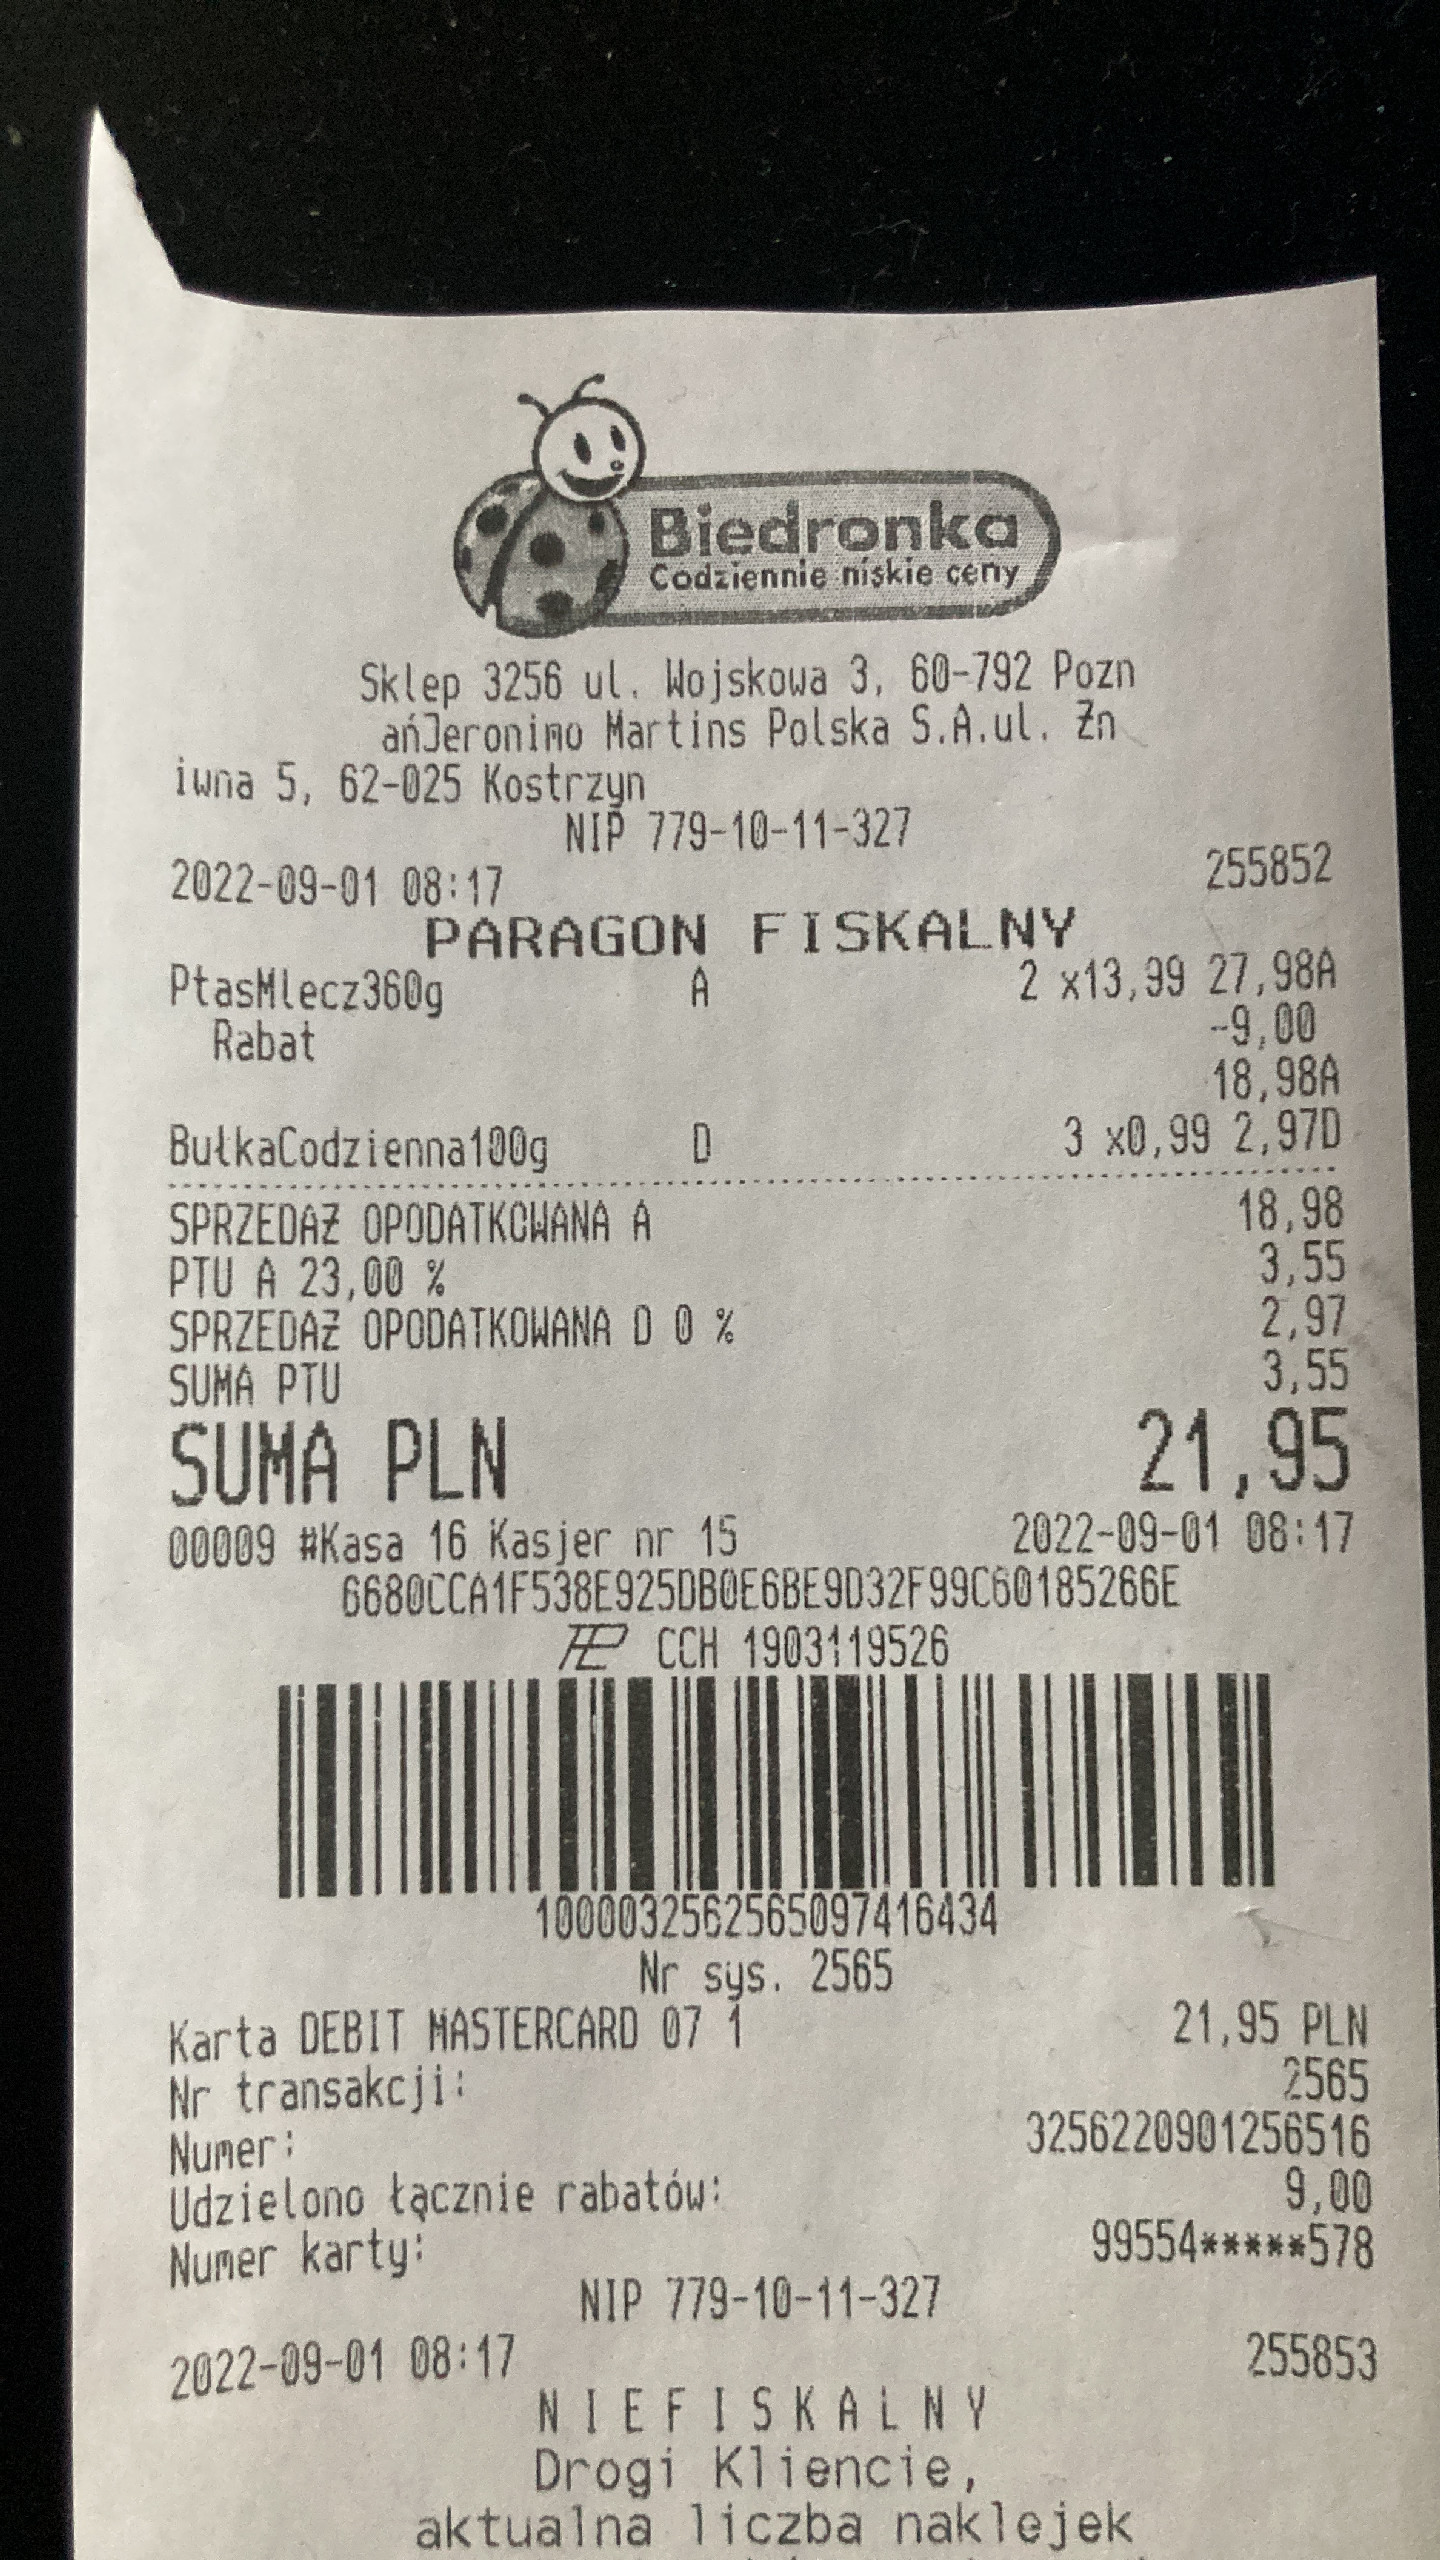 Biedronka
Codziennie niskie ceny
Sklep 3256 ul. Wojskowa 3, 60-792 Pozn
ańJeronimo Martins Polska S.A.ul. Żn
iwna 5, 62-025 Kostrzyn
NIP 779-10-11-327
2022-09-01 08:17 255852
PARAGON FISKALNY
PtasMlecz360g A 2 x13,99 27,98A
Rabat -9,00
18,98A
BułkaCodzienna100g D 3 x0,99 2,97D
SPRZEDAŻ OPODATKOWANA A 18,98
PTU A 23,00 % 3,55
SPRZEDAŻ OPODATKOWANA D 0 % 2,97
SUMA PTU 3,55
SUMA PLN 21,95
00009 #Kasa 16 Kasjer nr 15 2022-09-01 08:17
6680CCA1F538E925DB0E6BE9D32F99C60185266E
CCH 1903119526
1000032562565097416434
Nr sys. 2565
Karta DEBIT MASTERCARD 07 1 21,95 PLN
Nr transakcji: 2565
Numer: 3256220901256516
Udzielono łącznie rabatów: 9,00
Numer karty: 99554*****578
NIP 779-10-11-327
2022-09-01 08:17 255853
NIEFISKALNY
Drogi Kliencie,
aktualna liczba naklejek